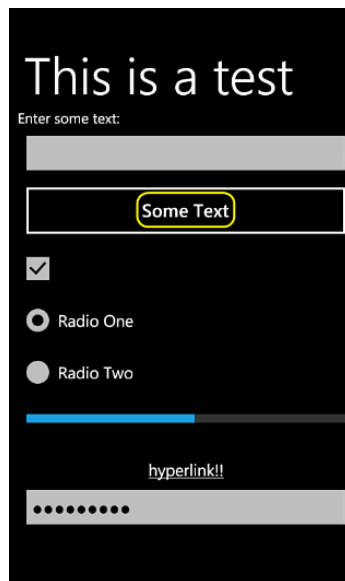 This is a test
Enter some text:
Some Text
Radio One
Radio Two
hyperlink!!
●●●●●●●●●